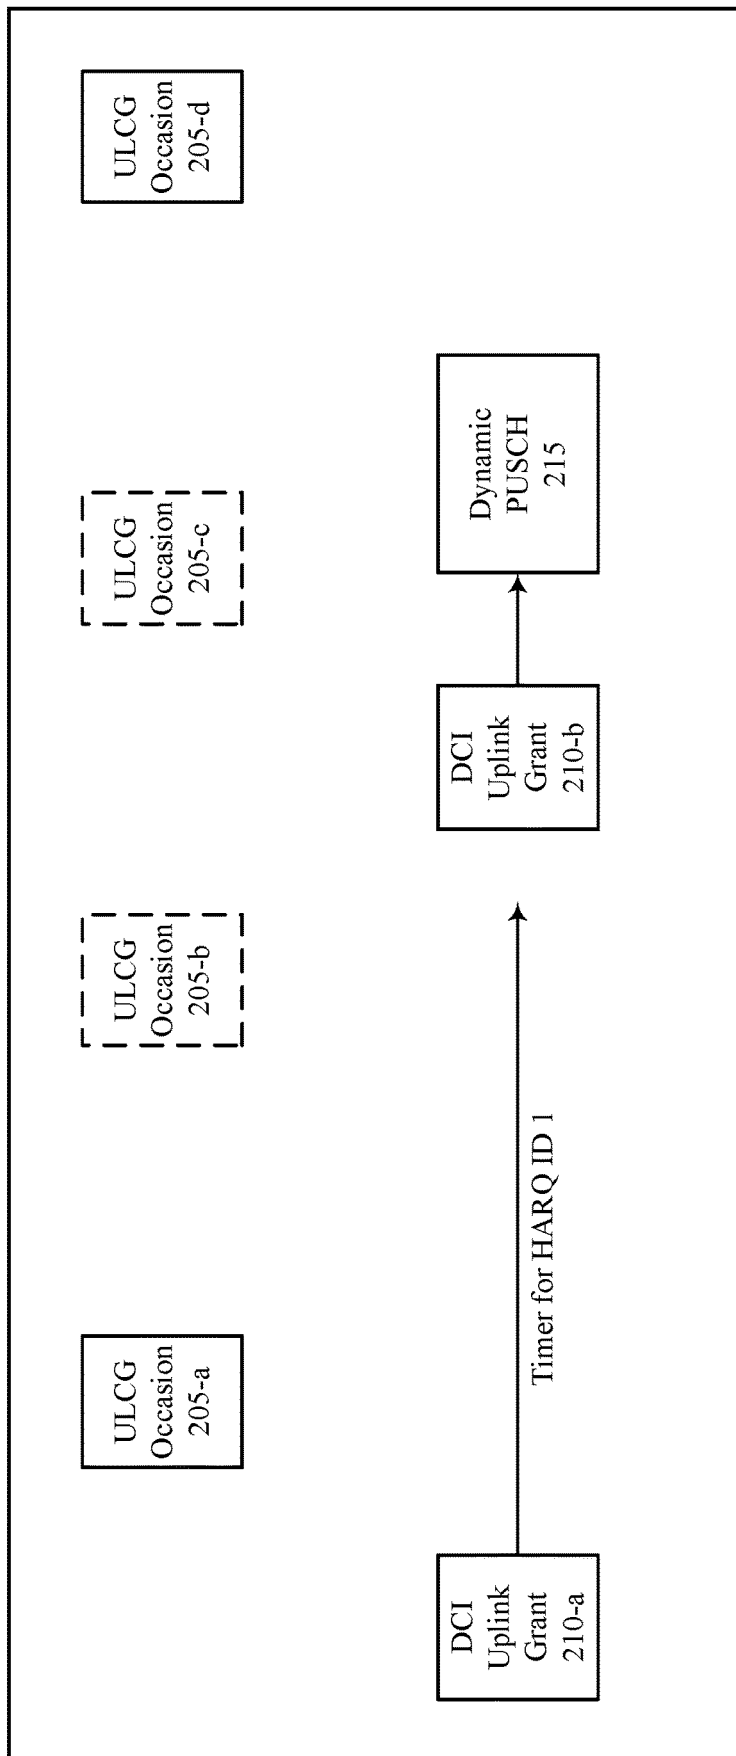 ULCG
Occasion
205-a
ULCG
Occasion
205-b
ULCG
Occasion
205-c
ULCG
Occasion
205-d
DCI
Uplink
Grant
210-a
Timer for HARQ ID 1
DCI
Uplink
Grant
210-b
Dynamic
PUSCH
215